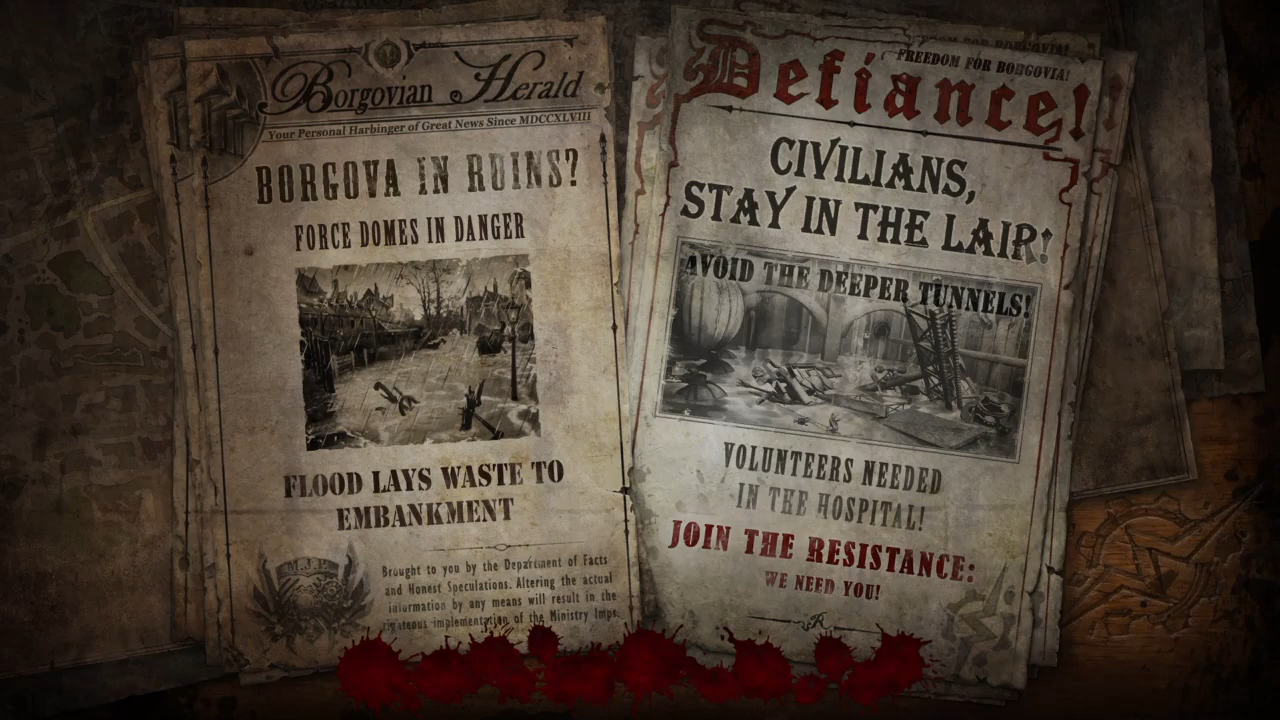 Borgovian Herald
Your Personal Harbinger of Great News Since MDCCXLVIII
BORGOVA IN RUINS?
FORCE DOMES IN DANGER
FLOOD LAYS WASTE TO
EMBANKMENT
M.J.P.
Brought to you by the Department of Facts
and Honest Speculations. Altering the actual
information by any means will result in the
righteous implementation of the Ministry Imps.
FREEDOM FOR BORGOVIA!
Defiance!
CIVILIANS,
STAY IN THE LAIR!
AVOID THE DEEPER TUNNELS!
VOLUNTEERS NEEDED
IN THE HOSPITAL!
JOIN THE RESISTANCE:
WE NEED YOU!
R